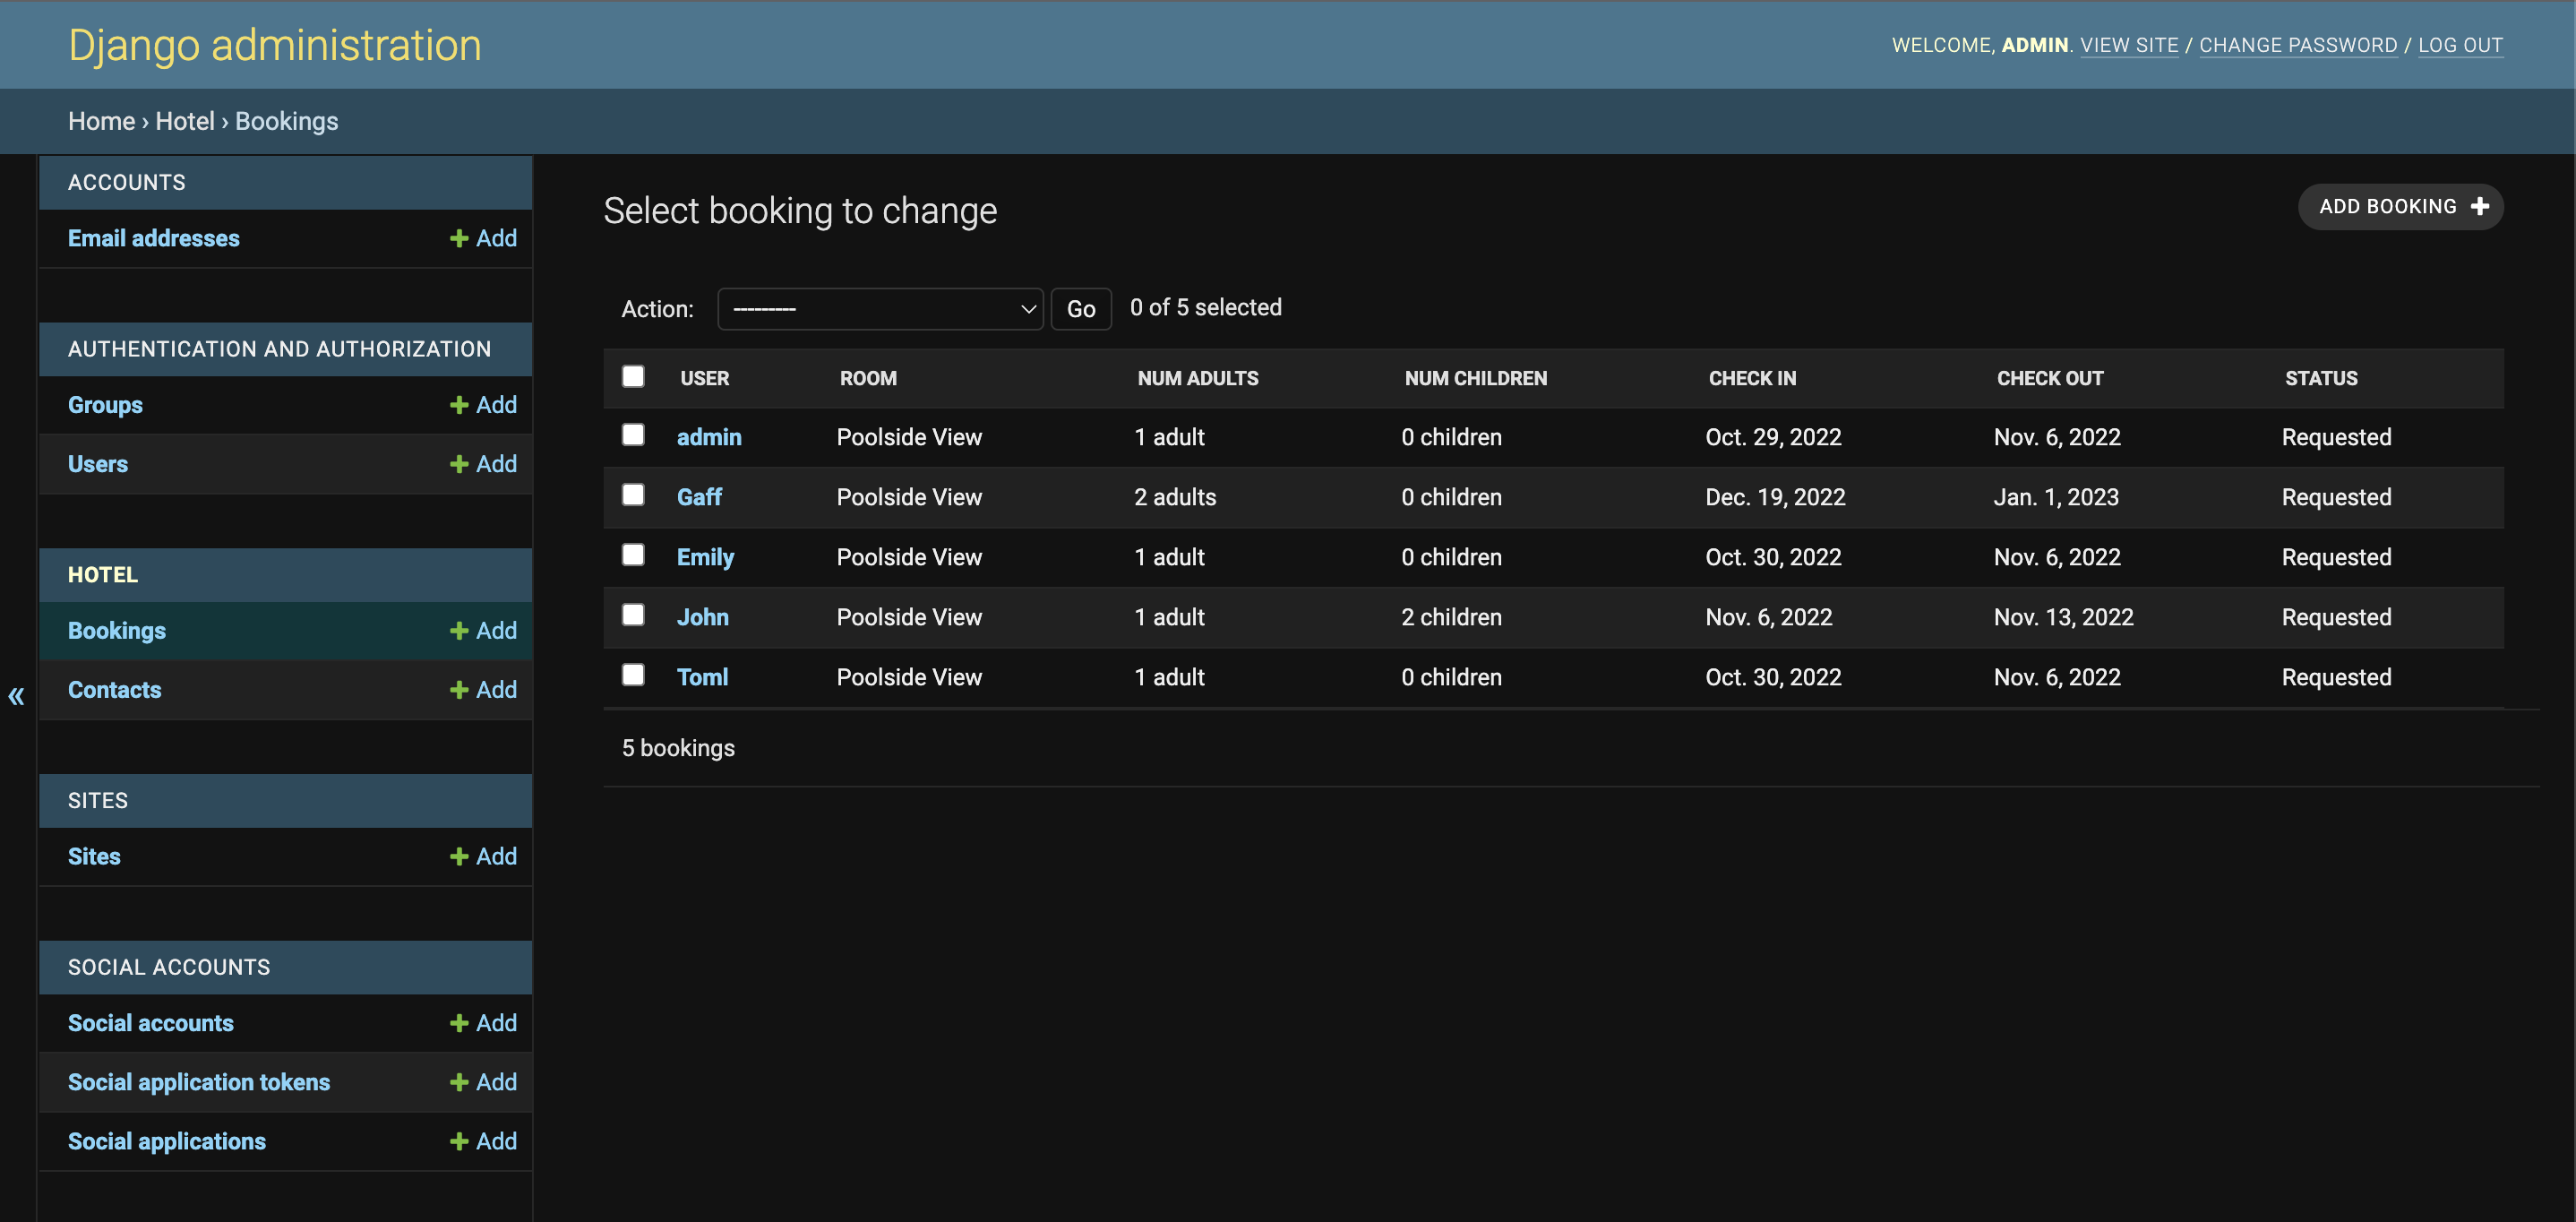 Django administration
WELCOME, ADMIN. VIEW SITE / CHANGE PASSWORD / LOG OUT
Home › Hotel › Bookings
ACCOUNTS
Email addresses + Add
AUTHENTICATION AND AUTHORIZATION
Groups + Add
Users + Add
HOTEL
Bookings + Add
Contacts + Add
«
SITES
Sites + Add
SOCIAL ACCOUNTS
Social accounts + Add
Social application tokens + Add
Social applications + Add
Select booking to change
ADD BOOKING +
Action: --------- Go 0 of 5 selected
USER ROOM NUM ADULTS NUM CHILDREN CHECK IN CHECK OUT STATUS
admin Poolside View 1 adult 0 children Oct. 29, 2022 Nov. 6, 2022 Requested
Gaff Poolside View 2 adults 0 children Dec. 19, 2022 Jan. 1, 2023 Requested
Emily Poolside View 1 adult 0 children Oct. 30, 2022 Nov. 6, 2022 Requested
John Poolside View 1 adult 2 children Nov. 6, 2022 Nov. 13, 2022 Requested
Toml Poolside View 1 adult 0 children Oct. 30, 2022 Nov. 6, 2022 Requested
5 bookings